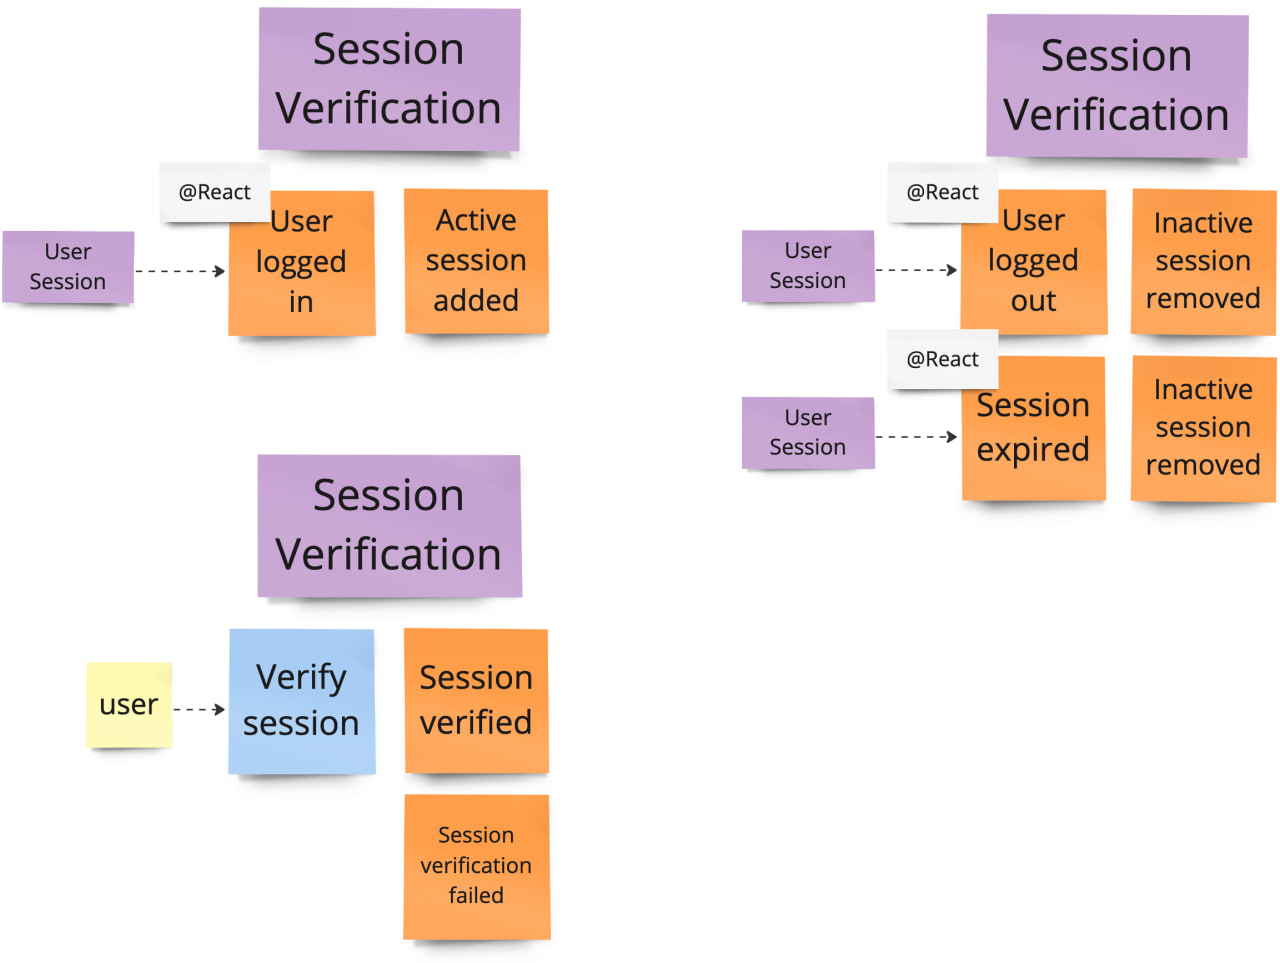 Session
Verification
@React
User
Session
User
logged
in
Active
session
added
Session
Verification
@React
User
Session
User
logged
out
Inactive
session
removed
@React
User
Session
Session
expired
Inactive
session
removed
Session
Verification
user
Verify
session
Session
verified
Session
verification
failed